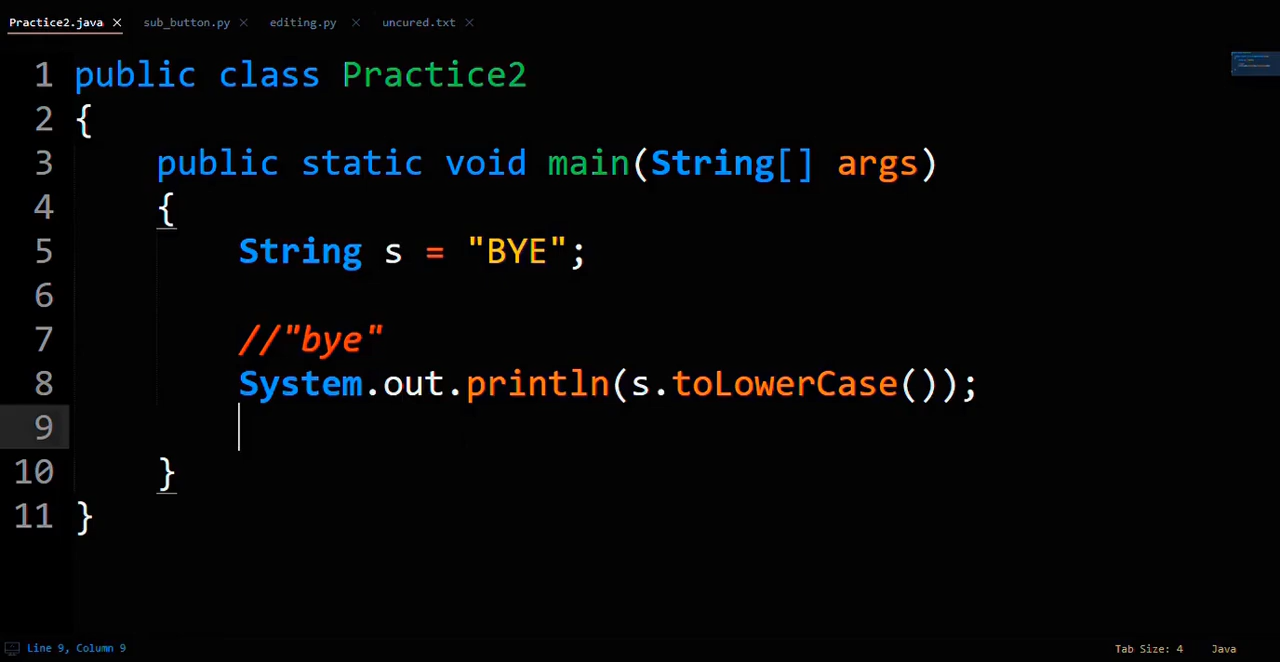 Practice2.java × sub_button.py × editing.py × uncured.txt ×
1 public class Practice2
2 {
3 public static void main(String[] args)
4 {
5 String s = "BYE";
6
7 //"bye"
8 System.out.println(s.toLowerCase());
9
10 }
11 }
Line 9, Column 9 Tab Size: 4 Java